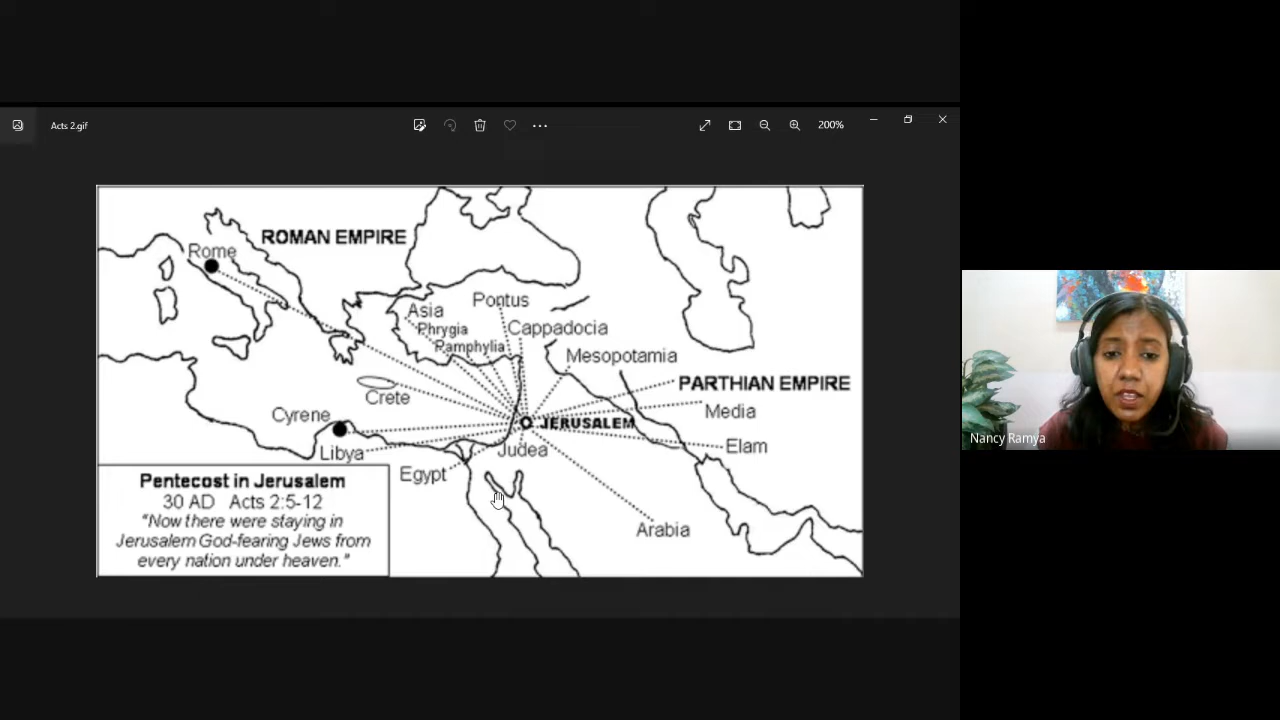 Acts 2.gif
200%
ROMAN EMPIRE
Rome
Asia
Pontus
Phrygia
Cappadocia
Pamphylia
Mesopotamia
PARTHIAN EMPIRE
Crete
Media
Cyrene
JERUSALEM
Libya
Judea
Elam
Egypt
Arabia
Pentecost in Jerusalem
30 AD Acts 2:5-12
"Now there were staying in
Jerusalem God-fearing Jews from
every nation under heaven."
Nancy Ramya